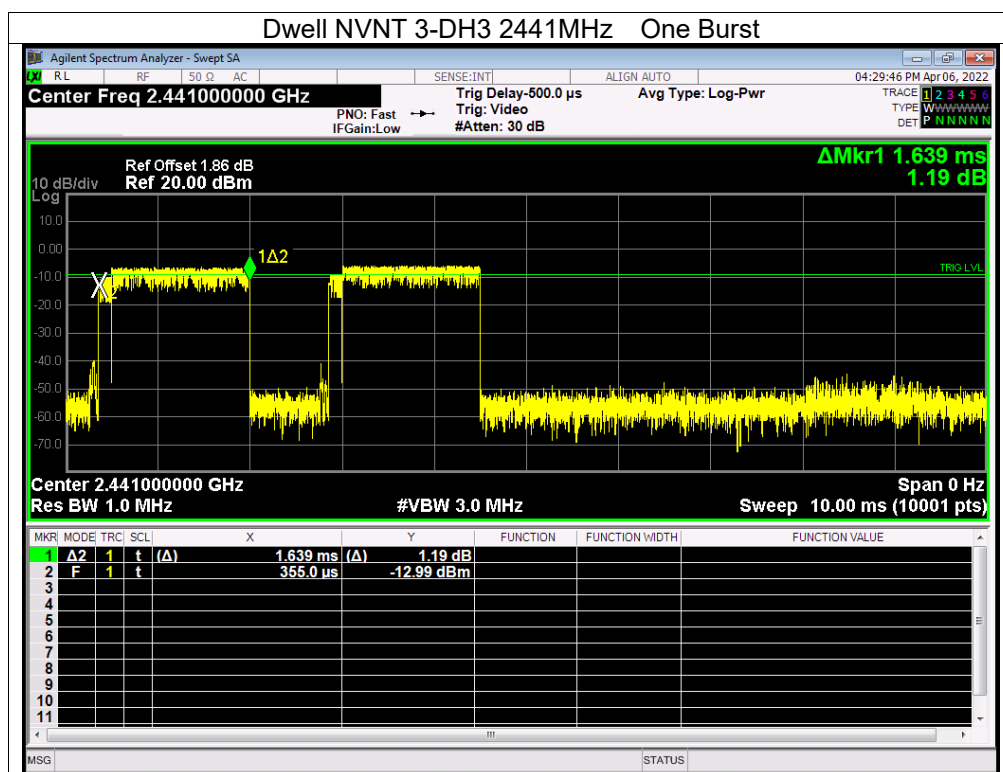 Dwell NVNT 3-DH3 2441MHz One Burst
Agilent Spectrum Analyzer - Swept SA
LXI RL RF 50 Ω AC SENSE:INT ALIGN AUTO 04:29:46 PM Apr 06, 2022
Center Freq 2.441000000 GHz Trig Delay-500.0 µs Avg Type: Log-Pwr TRACE 1 2 3 4 5 6
PNO: Fast Trig: Video TYPE WWWWWWW
IFGain:Low #Atten: 30 dB DET P N N N N N
ΔMkr1 1.639 ms
1.19 dB
Ref Offset 1.86 dB
10 dB/div Ref 20.00 dBm
Log
10.0
0.00
1Δ2
TRIG LVL
-10.0
2
-20.0
-30.0
-40.0
-50.0
-60.0
-70.0
Center 2.441000000 GHz Span 0 Hz
Res BW 1.0 MHz #VBW 3.0 MHz Sweep 10.00 ms (10001 pts)
MKR MODE TRC SCL X Y FUNCTION FUNCTION WIDTH FUNCTION VALUE
1 Δ2 1 t (Δ) 1.639 ms (Δ) 1.19 dB
2 F 1 t 355.0 µs -12.99 dBm
3
4
5
6
7
8
9
10
11
MSG STATUS